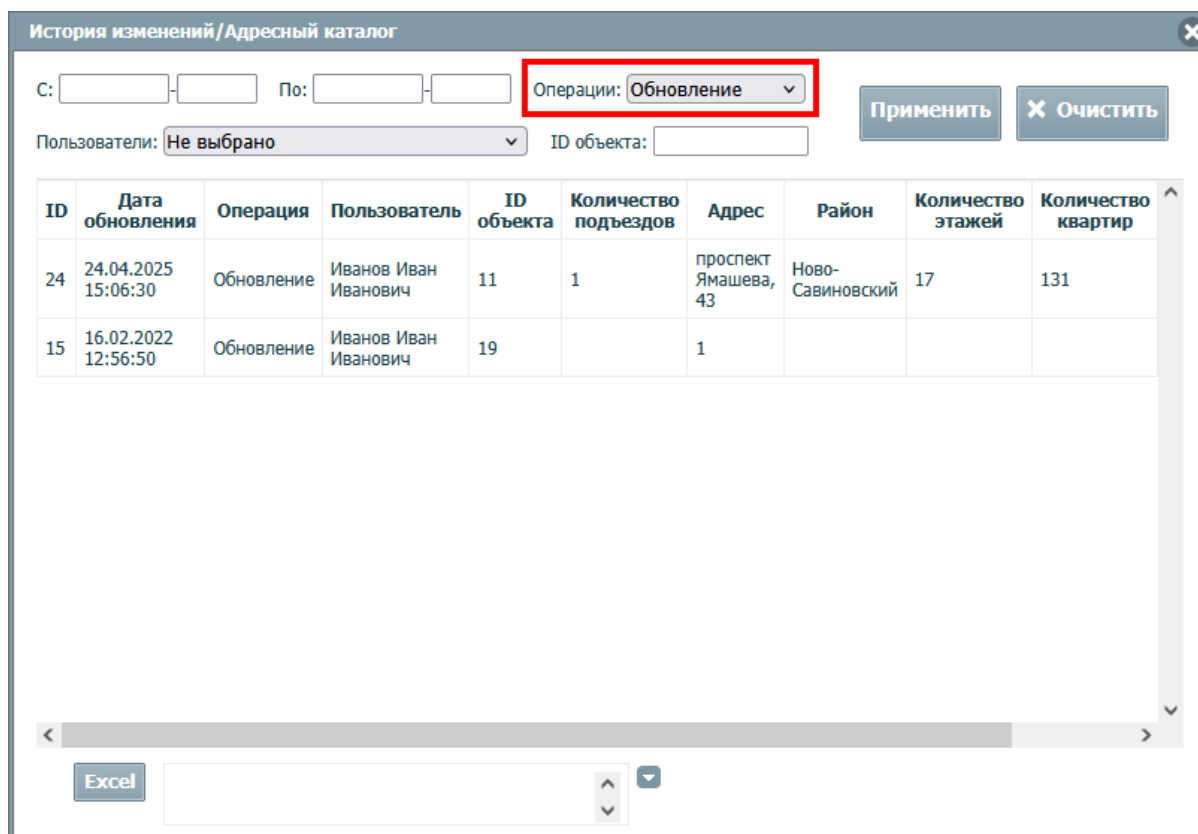 История изменений/Адресный каталог
С: - По: - Операции: Обновление
Применить
Очистить
Пользователи: Не выбрано ID объекта:
ID Дата обновления Операция Пользователь ID объекта Количество подъездов Адрес Район Количество этажей Количество квартир
24 24.04.2025 15:06:30 Обновление Иванов Иван Иванович 11 1 проспект Ямашева, 43 Ново-Савиновский 17 131
15 16.02.2022 12:56:50 Обновление Иванов Иван Иванович 19 1
Excel